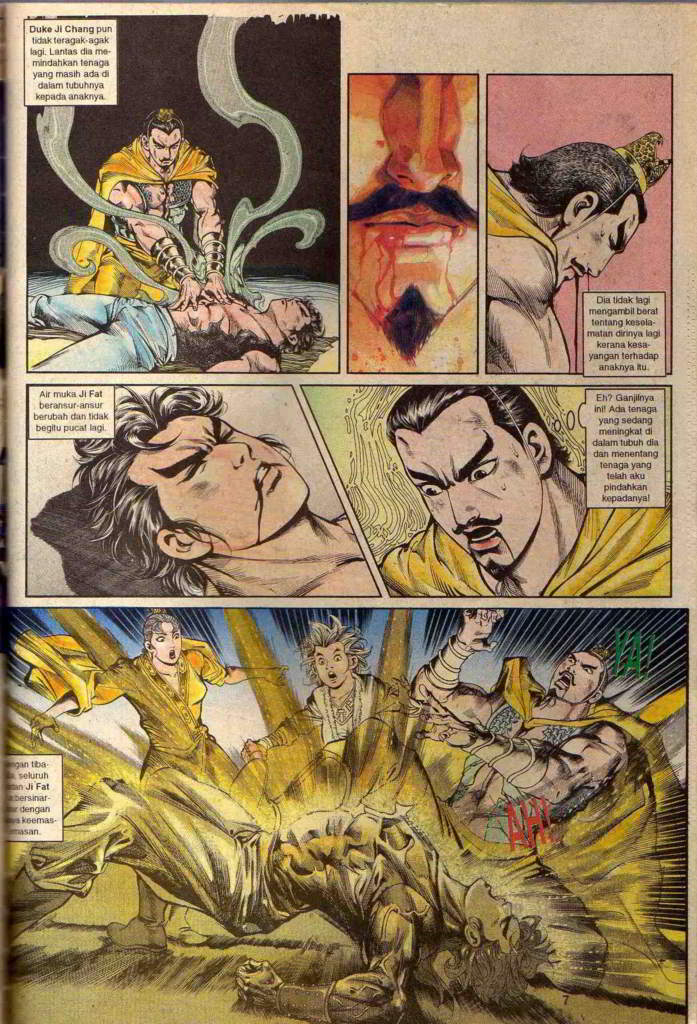 Duke Ji Chang pun
tidak teragak-agak
lagi. Lantas dia me-
mindahkan tenaga
yang masih ada di
dalam tubuhnya
kepada anaknya.
Dia tidak lagi
mengambil berat
tentang kesela-
matan dirinya lagi
kerana kesa-
yangan terhadap
anaknya itu.
Air muka Ji Fat
beransur-ansur
berubah dan tidak
begitu pucat lagi.
Eh? Ganjilnya
ini! Ada tenaga
yang sedang
meningkat di
dalam tubuh dia
dan menentang
tenaga yang
telah aku
pindahkan
kepadanya!
YA!
tiba-
seluruh
Ji Fat
dengan
AH!
7